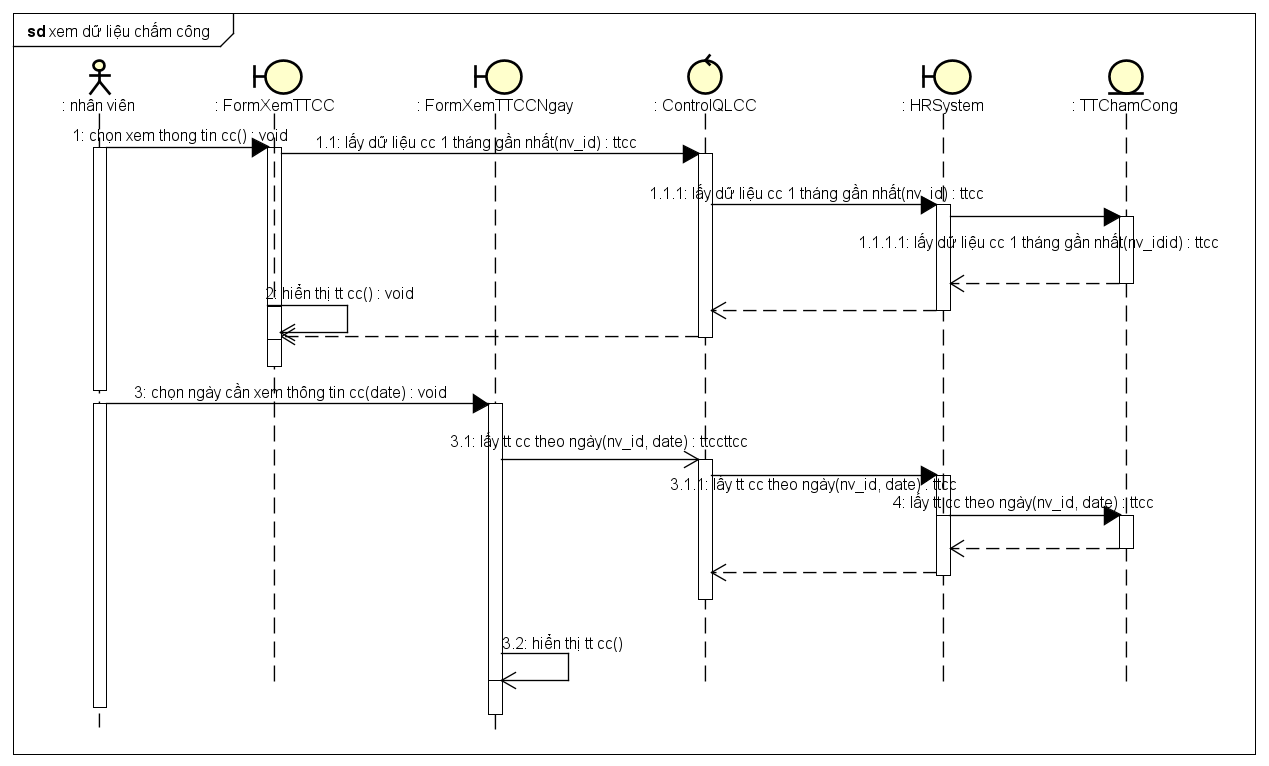 sd xem dữ liệu chấm công
: nhân viên
: FormXemTTCC
: FormXemTTCCNgay
: ControlQLCC
: HRSystem
: TTChamCong
1: chọn xem thong tin cc() : void
1.1: lấy dữ liệu cc 1 tháng gần nhất(nv_id) : ttcc
1.1.1: lấy dữ liệu cc 1 tháng gần nhất(nv_id) : ttcc
1.1.1.1: lấy dữ liệu cc 1 tháng gần nhất(nv_idid) : ttcc
2: hiển thị tt cc() : void
3: chọn ngày cần xem thông tin cc(date) : void
3.1: lấy tt cc theo ngày(nv_id, date) : ttccttcc
3.1.1: lấy tt cc theo ngày(nv_id, date) : ttcc
4: lấy tt cc theo ngày(nv_id, date) : ttcc
3.2: hiển thị tt cc()